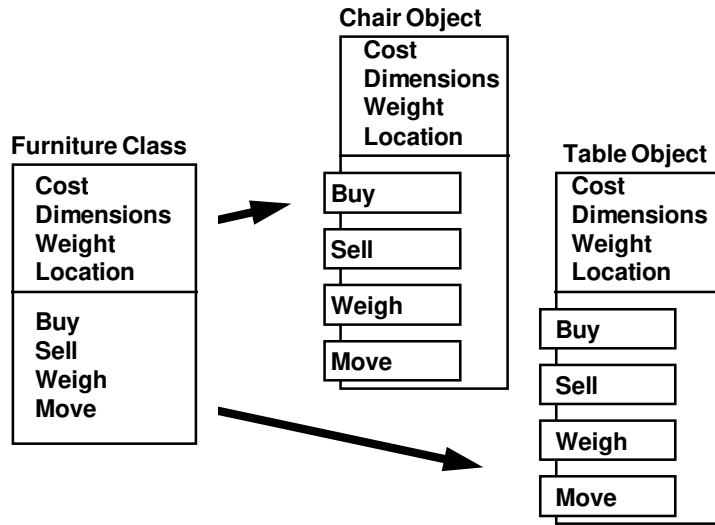 Chair Object
Cost
Dimensions
Weight
Location
Buy
Sell
Weigh
Move
Furniture Class
Cost
Dimensions
Weight
Location
Buy
Sell
Weigh
Move
Table Object
Cost
Dimensions
Weight
Location
Buy
Sell
Weigh
Move